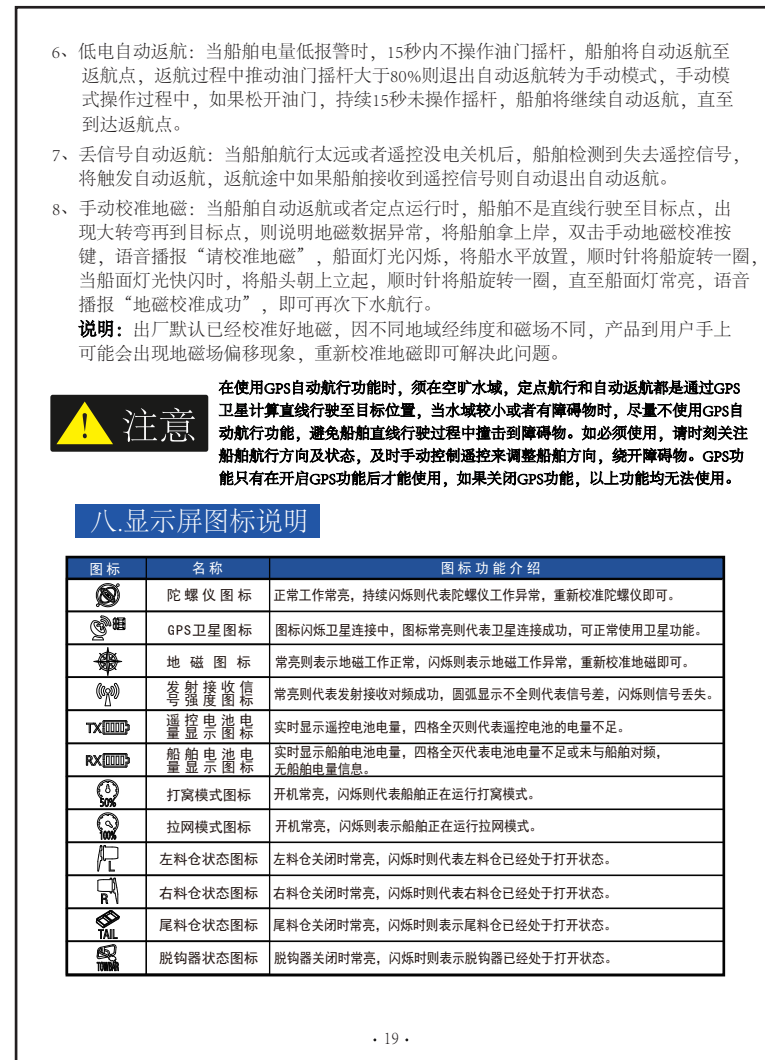 6、低电自动返航：当船舶电量低报警时，15秒内不操作油门摇杆，船舶将自动返航至
返航点，返航过程中推动油门摇杆大于80%则退出自动返航转为手动模式，手动模
式操作过程中，如果松开油门，持续15秒未操作摇杆，船舶将继续自动返航，直至
到达返航点。
7、丢信号自动返航：当船舶航行太远或者遥控没电关机后，船舶检测到失去遥控信号，
将触发自动返航，返航途中如果船舶接收到遥控信号则自动退出自动返航。
8、手动校准地磁：当船舶自动返航或者定点运行时，船舶不是直线行驶至目标点，出
现大转弯再到目标点，则说明地磁数据异常，将船舶拿上岸，双击手动地磁校准按
键，语音播报“请校准地磁”，船面灯光闪烁，将船水平放置，顺时针将船旋转一圈，
当船面灯光快闪时，将船头朝上立起，顺时针将船旋转一圈，直至船面灯常亮，语音
播报“地磁校准成功”，即可再次下水航行。
说明：出厂默认已经校准好地磁，因不同地域经纬度和磁场不同，产品到用户手上
可能会出现地磁场偏移现象，重新校准地磁即可解决此问题。
注意
在使用GPS自动航行功能时，须在空旷水域，定点航行和自动返航都是通过GPS
卫星计算直线行驶至目标位置，当水域较小或者有障碍物时，尽量不使用GPS自
动航行功能，避免船舶直线行驶过程中撞击到障碍物。如必须使用，请时刻关注
船舶航行方向及状态，及时手动控制遥控来调整船舶方向，绕开障碍物。GPS功
能只有在开启GPS功能后才能使用，如果关闭GPS功能，以上功能均无法使用。
八.显示屏图标说明
图标 名称 图标功能介绍
陀螺仪图标 正常工作常亮，持续闪烁则代表陀螺仪工作异常，重新校准陀螺仪即可。
GPS卫星图标 图标闪烁卫星连接中，图标常亮则代表卫星连接成功，可正常使用卫星功能。
地磁图标 常亮则表示地磁工作正常，闪烁则表示地磁工作异常，重新校准地磁即可。
发射接收信
号强度图标 常亮则代表发射接收对频成功，圆弧显示不全则代表信号差，闪烁则信号丢失。
TX 遥控电池电
量显示图标 实时显示遥控电池电量，四格全灭则代表遥控电池的电量不足。
RX 船舶电池电
量显示图标 实时显示船舶电池电量，四格全灭代表电池电量不足或未与船舶对频，
无船舶电量信息。
50% 打窝模式图标 开机常亮，闪烁则代表船舶正在运行打窝模式。
100% 拉网模式图标 开机常亮，闪烁则表示船舶正在运行拉网模式。
L 左料仓状态图标 左料仓关闭时常亮，闪烁时则代表左料仓已经处于打开状态。
R 右料仓状态图标 右料仓关闭时常亮，闪烁时则代表右料仓已经处于打开状态。
TAIL 尾料仓状态图标 尾料仓关闭时常亮，闪烁时则表示尾料仓已经处于打开状态。
TOWBAR 脱钩器状态图标 脱钩器关闭时常亮，闪烁时则表示脱钩器已经处于打开状态。
• 19 •